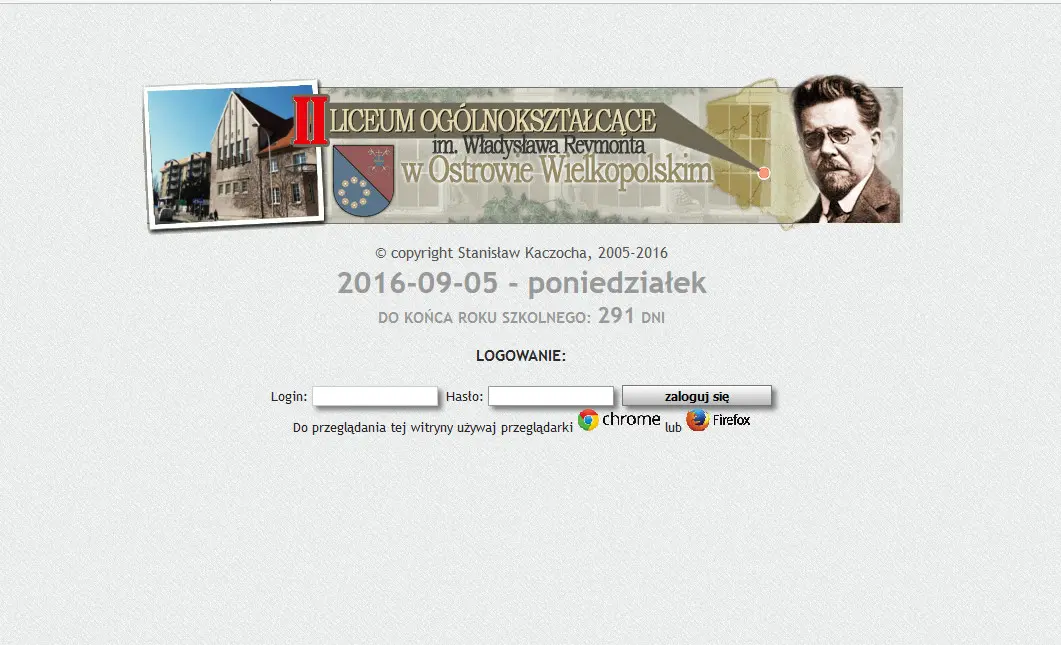 II LICEUM OGÓLNOKSZTAŁCĄCE
im. Władysława Reymonta
w Ostrowie Wielkopolskim
© copyright Stanisław Kaczocha, 2005-2016
2016-09-05 - poniedziałek
DO KOŃCA ROKU SZKOLNEGO: 291 DNI
LOGOWANIE:
Login: Hasło: zaloguj się
Do przeglądania tej witryny używaj przeglądarki chrome lub Firefox